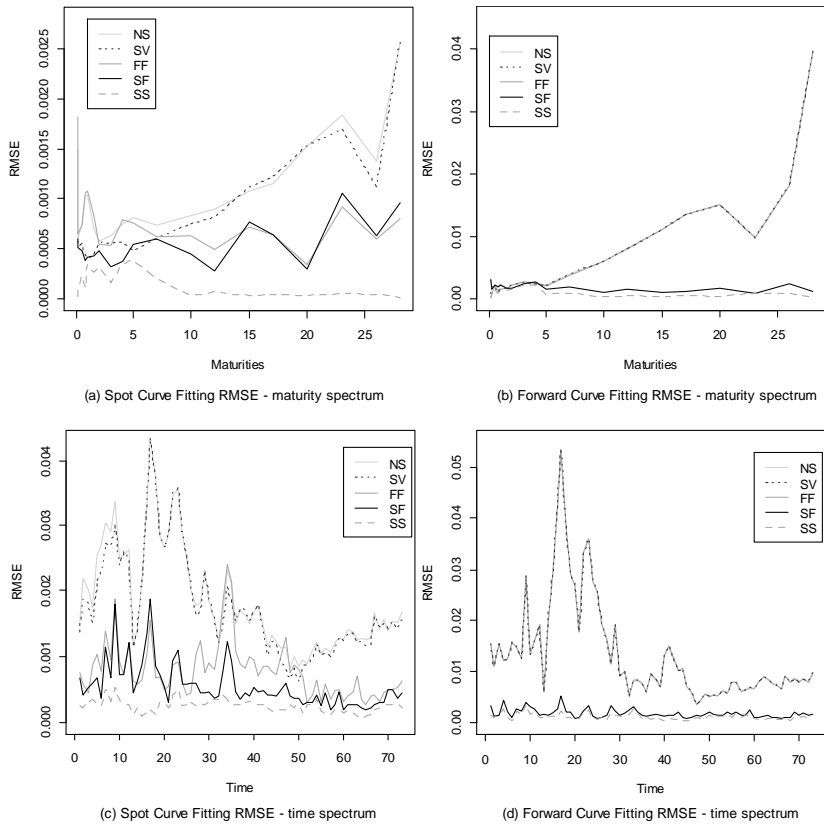 NS
SV
FF
SF
SS
RMSE
0.0025
0.0020
0.0015
0.0010
0.0005
0.0000
0 5 10 15 20 25
Maturities
(a) Spot Curve Fitting RMSE - maturity spectrum
NS
SV
FF
SF
SS
RMSE
0.04
0.03
0.02
0.01
0.00
0 5 10 15 20 25
Maturities
(b) Forward Curve Fitting RMSE - maturity spectrum
NS
SV
FF
SF
SS
RMSE
0.004
0.003
0.002
0.001
0.000
0 10 20 30 40 50 60 70
Time
(c) Spot Curve Fitting RMSE - time spectrum
NS
SV
FF
SF
SS
RMSE
0.05
0.04
0.03
0.02
0.01
0.00
0 10 20 30 40 50 60 70
Time
(d) Forward Curve Fitting RMSE - time spectrum